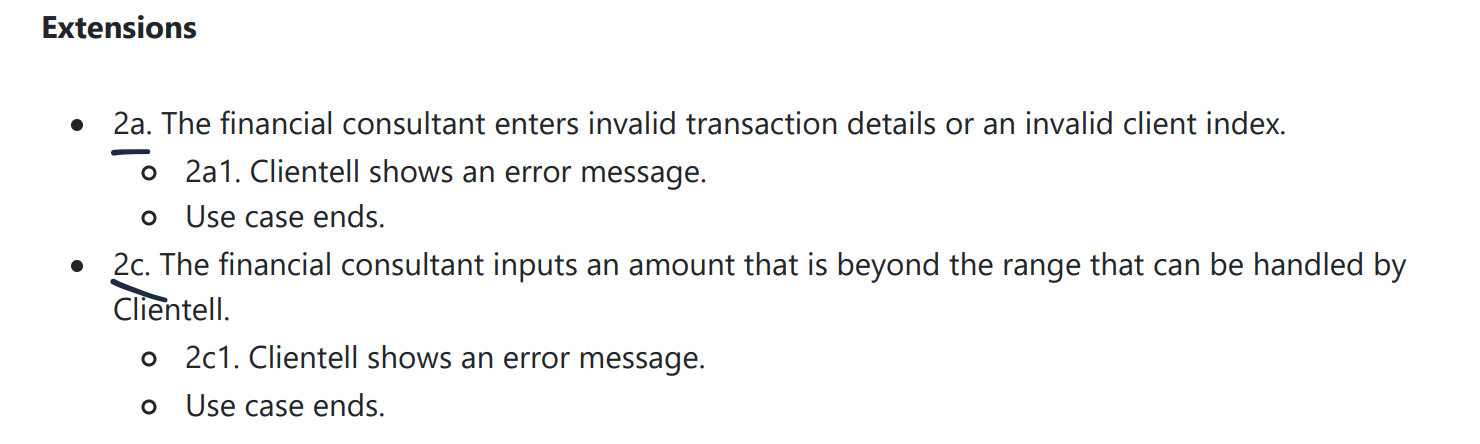 Extensions
2a. The financial consultant enters invalid transaction details or an invalid client index.
2a1. Clientell shows an error message.
Use case ends.
2c. The financial consultant inputs an amount that is beyond the range that can be handled by
Clientell.
2c1. Clientell shows an error message.
Use case ends.